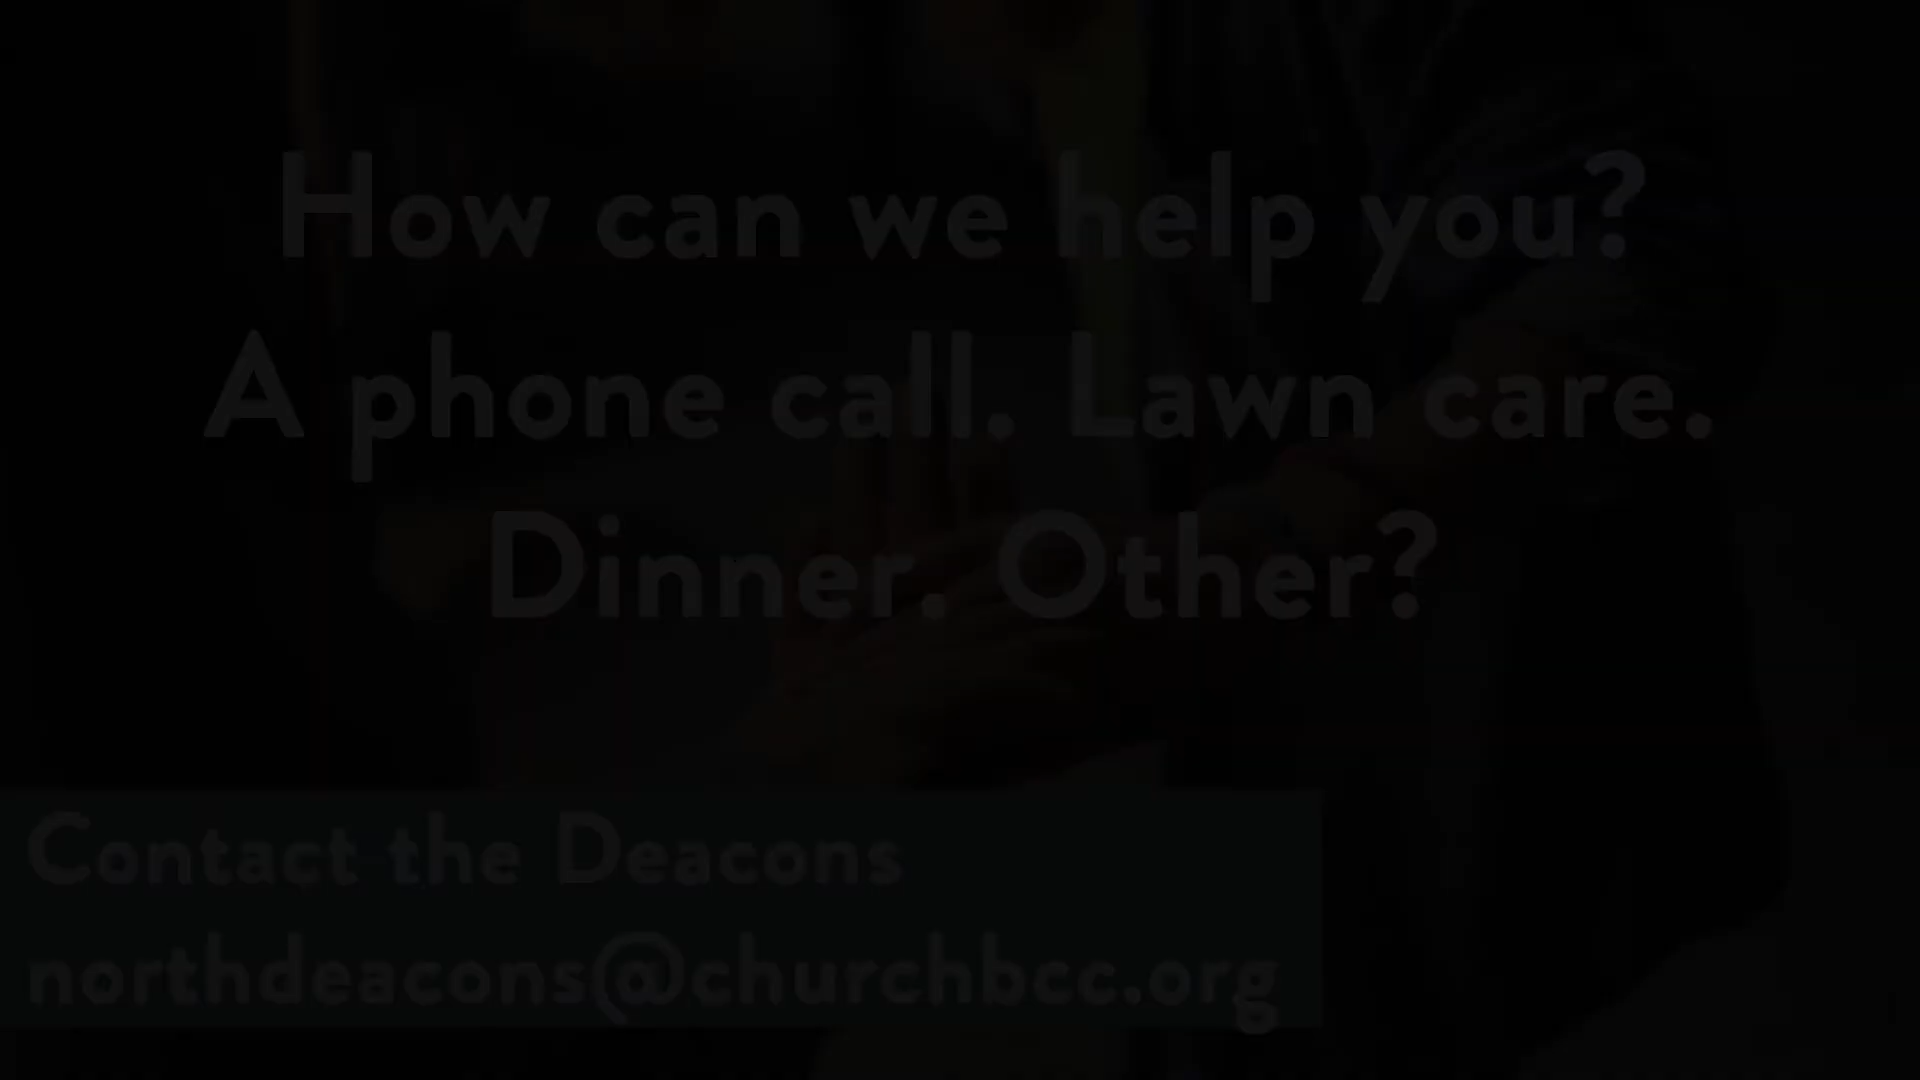 How can we help you?
A phone call. Lawn care.
Dinner. Other?
Contact the Deacons
northdeacons@churchbcc.org